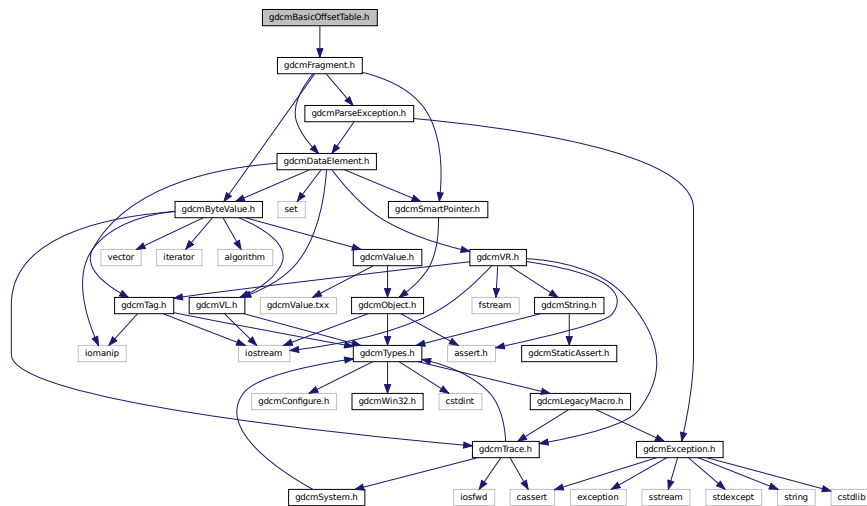 gdcmBasicOffsetTable.h
gdcmFragment.h
gdcmParseException.h
gdcmDataElement.h
gdcmByteValue.h
set
gdcmSmartPointer.h
vector
iterator
algorithm
gdcmValue.h
gdcmVR.h
gdcmTag.h
gdcmVL.h
gdcmValue.txx
gdcmObject.h
fstream
gdcmString.h
iomanip
iostream
gdcmTypes.h
assert.h
gdcmStaticAssert.h
gdcmConfigure.h
gdcmWin32.h
cstdint
gdcmLegacyMacro.h
gdcmTrace.h
gdcmException.h
gdcmSystem.h
iosfwd
cassert
exception
sstream
stdexcept
string
cstdlib